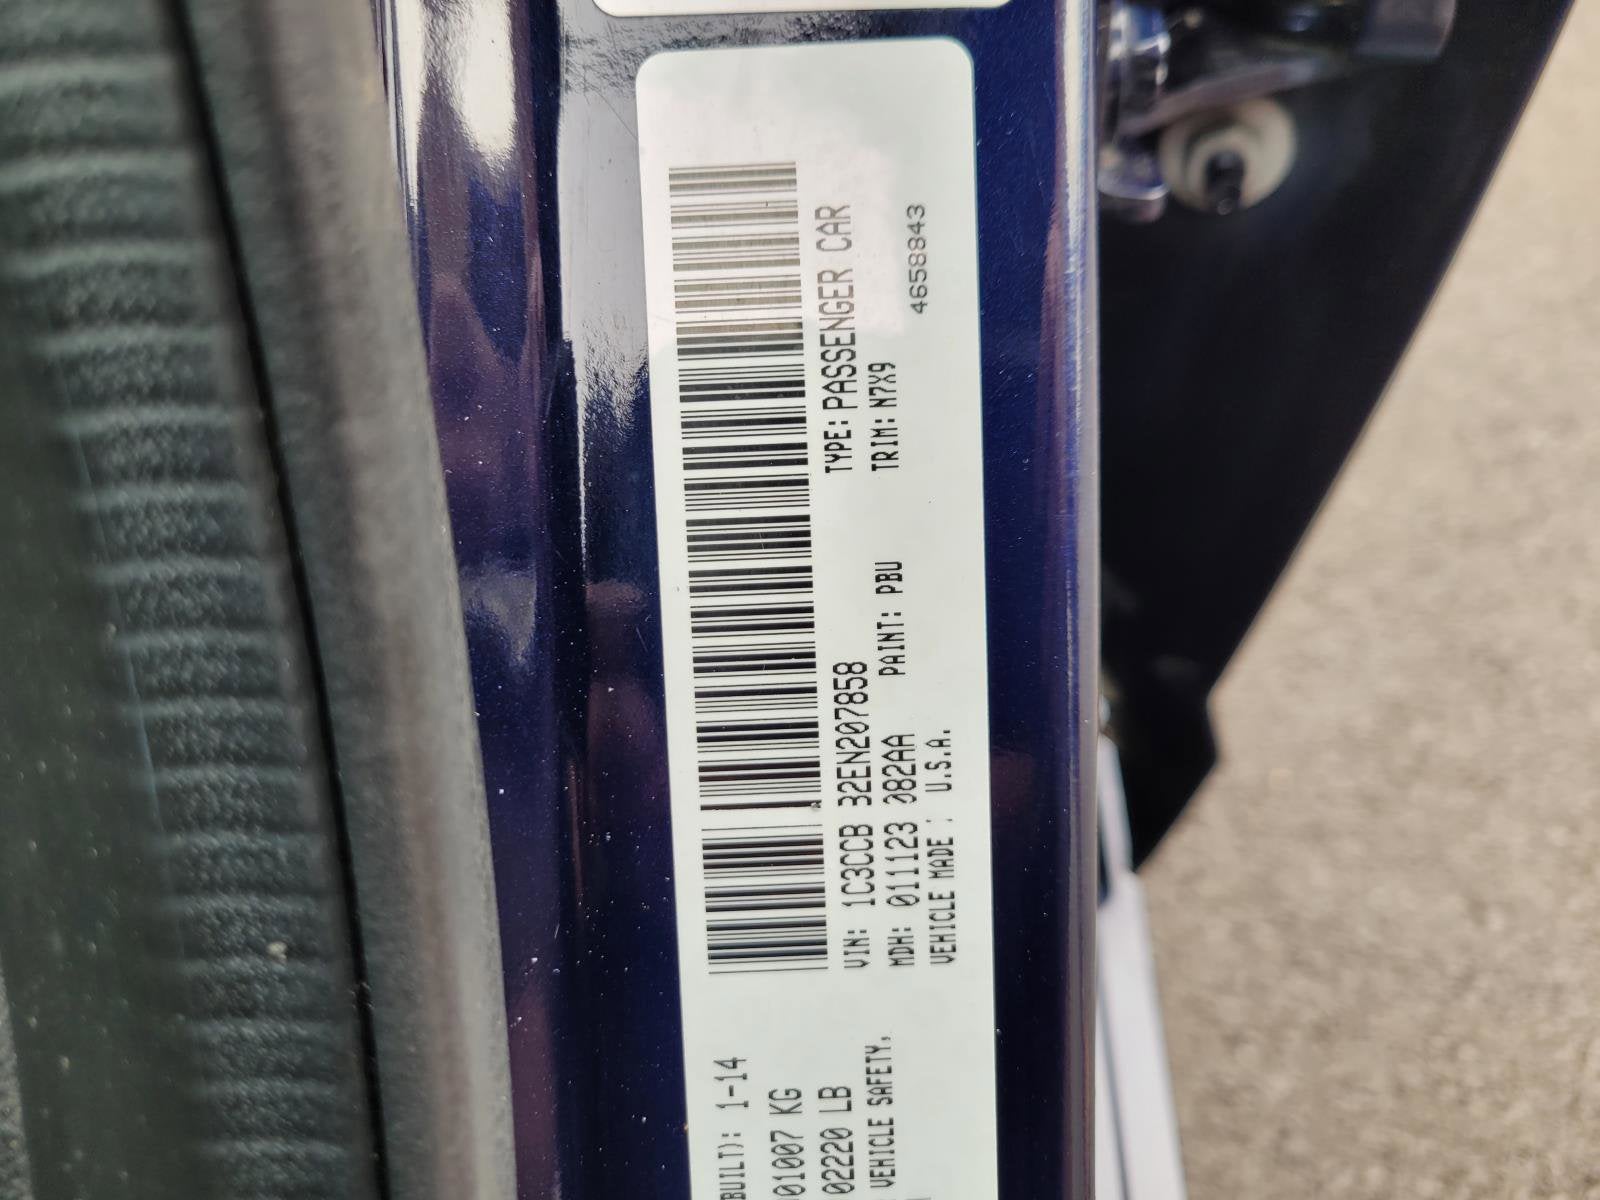 BUILT): 1-14
01007 KG
02220 LB
VEHICLE SAFETY,
VIN: 1C3CCB 32EN207858 TYPE: PASSENGER CAR
MDH: 011123 082AA PAINT: PBU TRIM: N7X9
VEHICLE MADE : U.S.A. 4658843